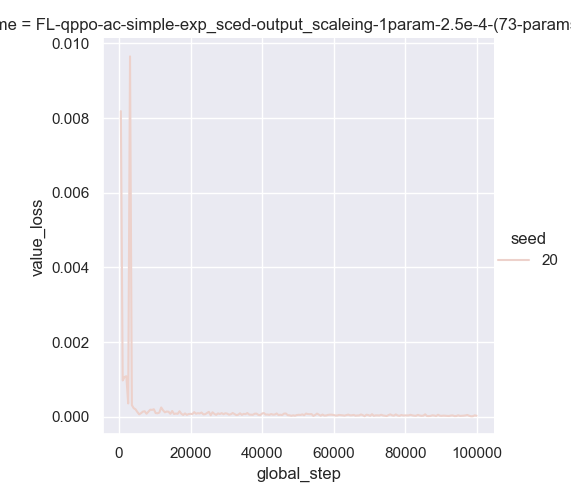 me = FL-qppo-ac-simple-exp_sced-output_scaleing-1param-2.5e-4-(73-params
0.010
0.008
0.006
0.004
0.002
0.000
value_loss
0 20000 40000 60000 80000 100000
global_step
seed
20